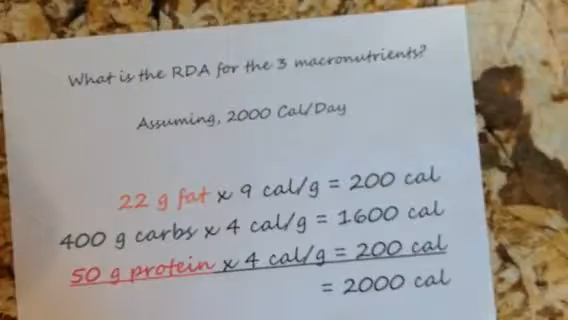 What is the RDA for the 3 macronutrients?
Assuming, 2000 Cal/Day
22 g fat x 9 cal/g = 200 cal
400 g carbs x 4 cal/g = 1600 cal
50 g protein x 4 cal/g = 200 cal
= 2000 cal